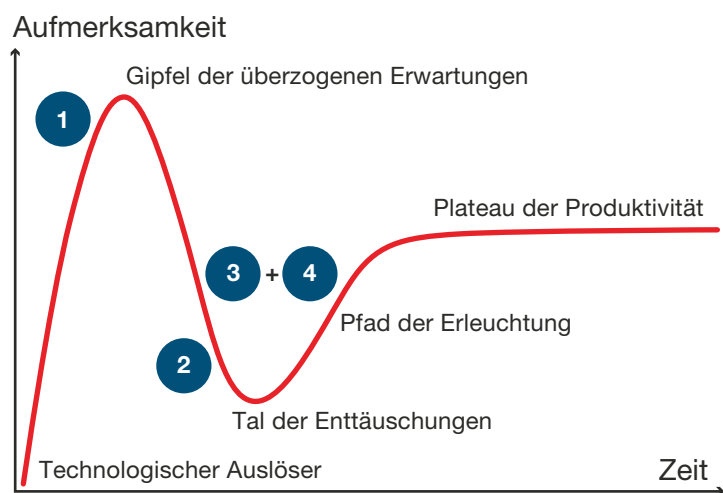 Aufmerksamkeit
Gipfel der überzogenen Erwartungen
1
Plateau der Produktivität
3 + 4
Pfad der Erleuchtung
2
Tal der Enttäuschungen
Technologischer Auslöser
Zeit